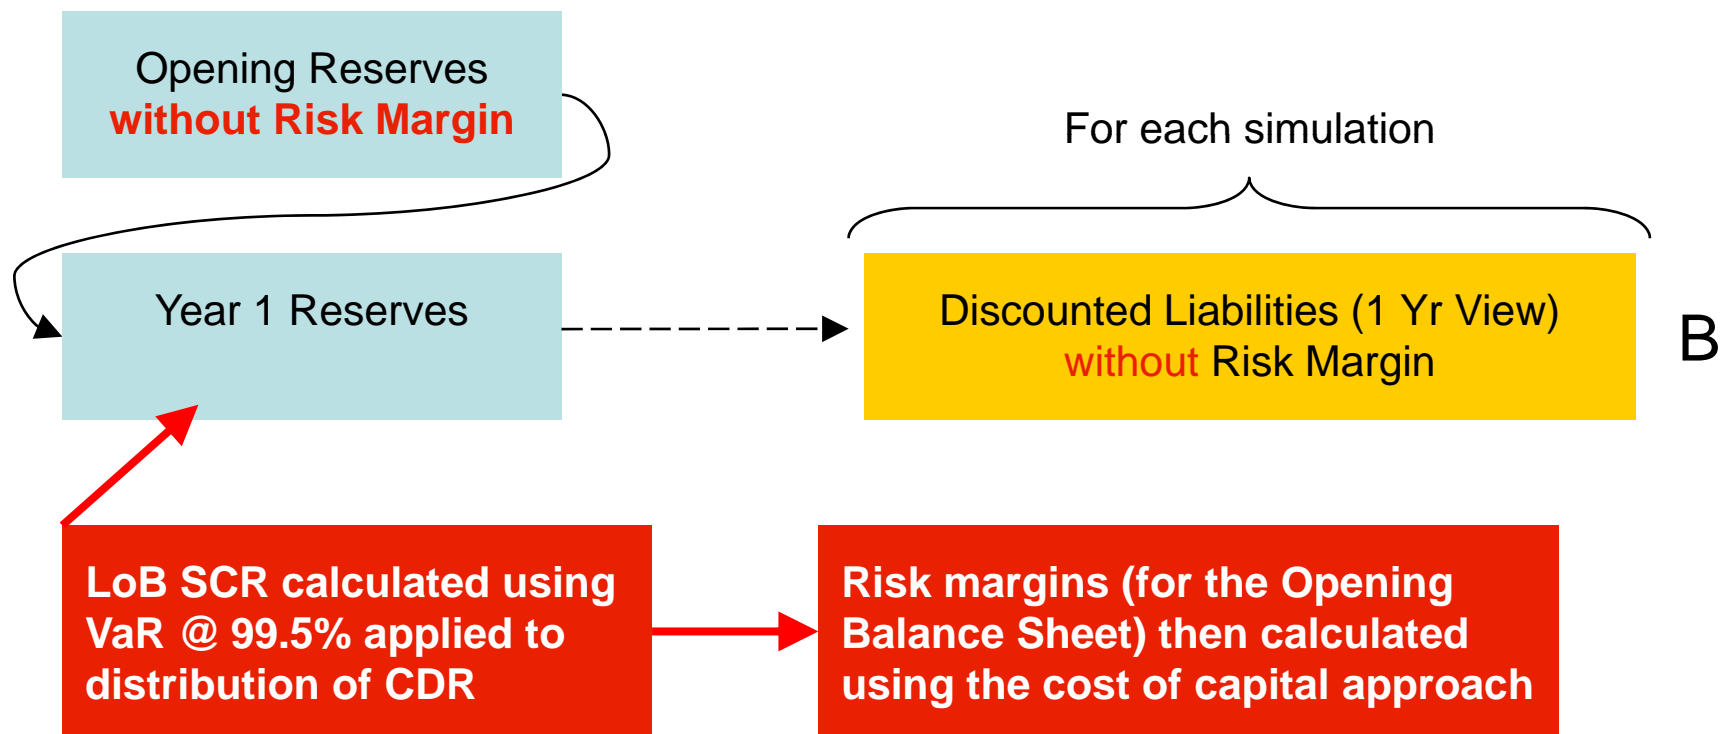 Opening Reserves
without Risk Margin
For each simulation
Year 1 Reserves
Discounted Liabilities (1 Yr View)
without Risk Margin
B
LoB SCR calculated using
VaR @ 99.5% applied to
distribution of CDR
Risk margins (for the Opening
Balance Sheet) then calculated
using the cost of capital approach